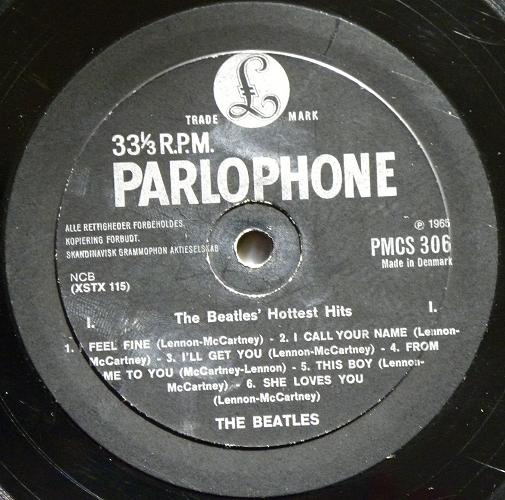 £
TRADE MARK
33⅓ R.P.M.
PARLOPHONE
ALLE RETTIGHEDER FORBEHOLDES.
KOPIERING FORBUDT.
SKANDINAVISK GRAMMOPHON AKTIESELSKAB
℗ 1965
PMCS 306
Made in Denmark
NCB
(XSTX 115)
I. The Beatles' Hottest Hits I.
1. I FEEL FINE (Lennon-McCartney) - 2. I CALL YOUR NAME (Lennon-
McCartney) - 3. I'LL GET YOU (Lennon-McCartney) - 4. FROM
ME TO YOU (McCartney-Lennon) - 5. THIS BOY (Lennon-
McCartney) - 6. SHE LOVES YOU
(Lennon-McCartney)
THE BEATLES